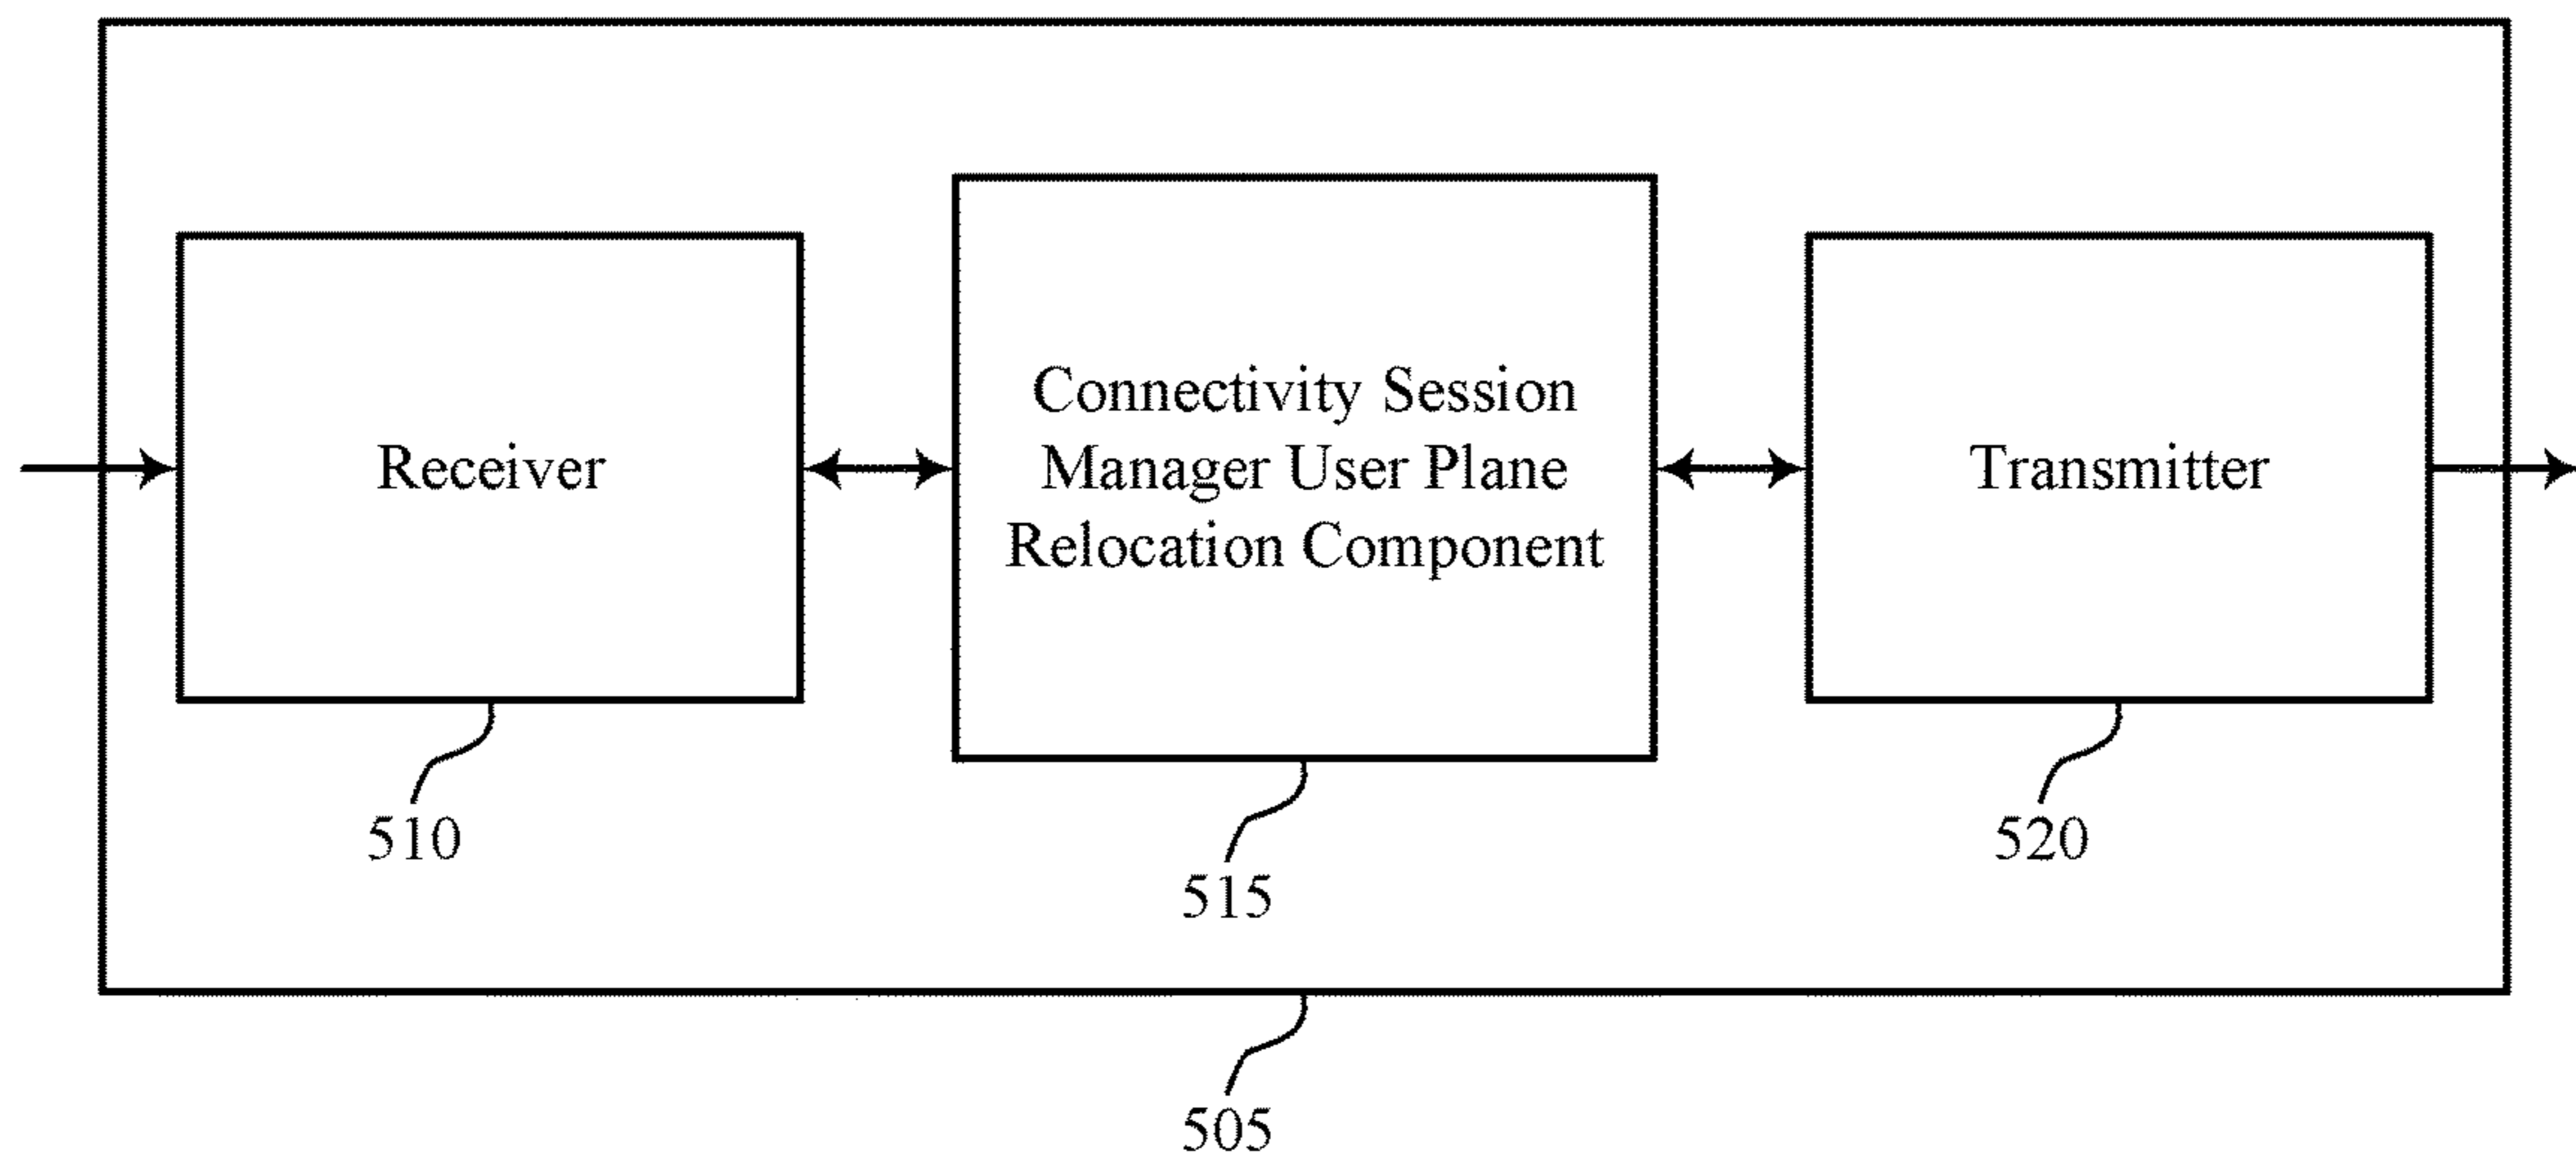 Receiver
Connectivity Session
Manager User Plane
Relocation Component
Transmitter
510
515
520
505